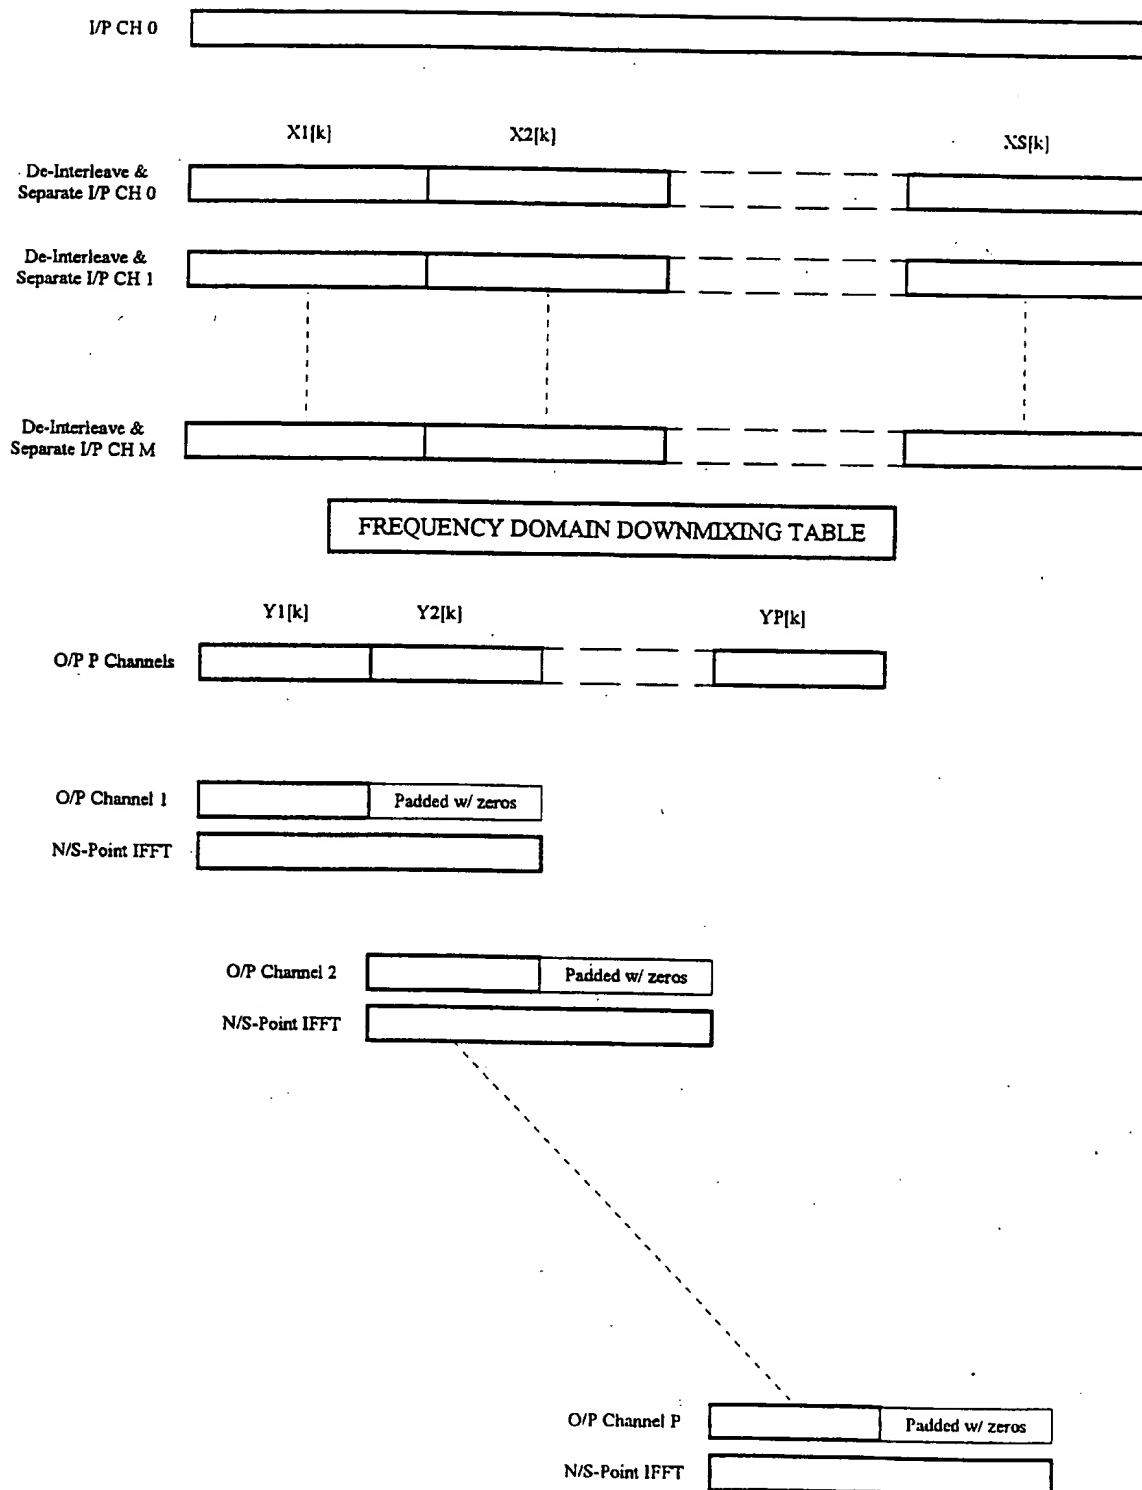 I/P CH 0
X1[k] X2[k] XS[k]
De-Interleave &
Separate I/P CH 0
De-Interleave &
Separate I/P CH 1
De-Interleave &
Separate I/P CH M
FREQUENCY DOMAIN DOWNMIXING TABLE
Y1[k] Y2[k] YP[k]
O/P P Channels
O/P Channel 1 Padded w/ zeros
N/S-Point IFFT
O/P Channel 2 Padded w/ zeros
N/S-Point IFFT
O/P Channel P Padded w/ zeros
N/S-Point IFFT